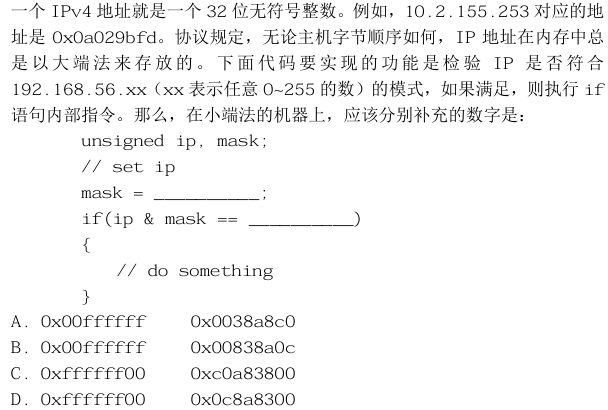 一个 IPv4 地址就是一个 32 位无符号整数。例如，10.2.155.253 对应的地
址是 0x0a029bfd。协议规定，无论主机字节顺序如何，IP 地址在内存中总
是以大端法来存放的。下面代码要实现的功能是检验 IP 是否符合
192.168.56.xx（xx 表示任意 0~255 的数）的模式，如果满足，则执行 if
语句内部指令。那么，在小端法的机器上，应该分别补充的数字是：
unsigned ip, mask;
// set ip
mask = __________;
if(ip & mask == __________)
{
// do something
}
A. 0x00ffffff 0x0038a8c0
B. 0x00ffffff 0x00838a0c
C. 0xffffff00 0xc0a83800
D. 0xffffff00 0x0c8a8300